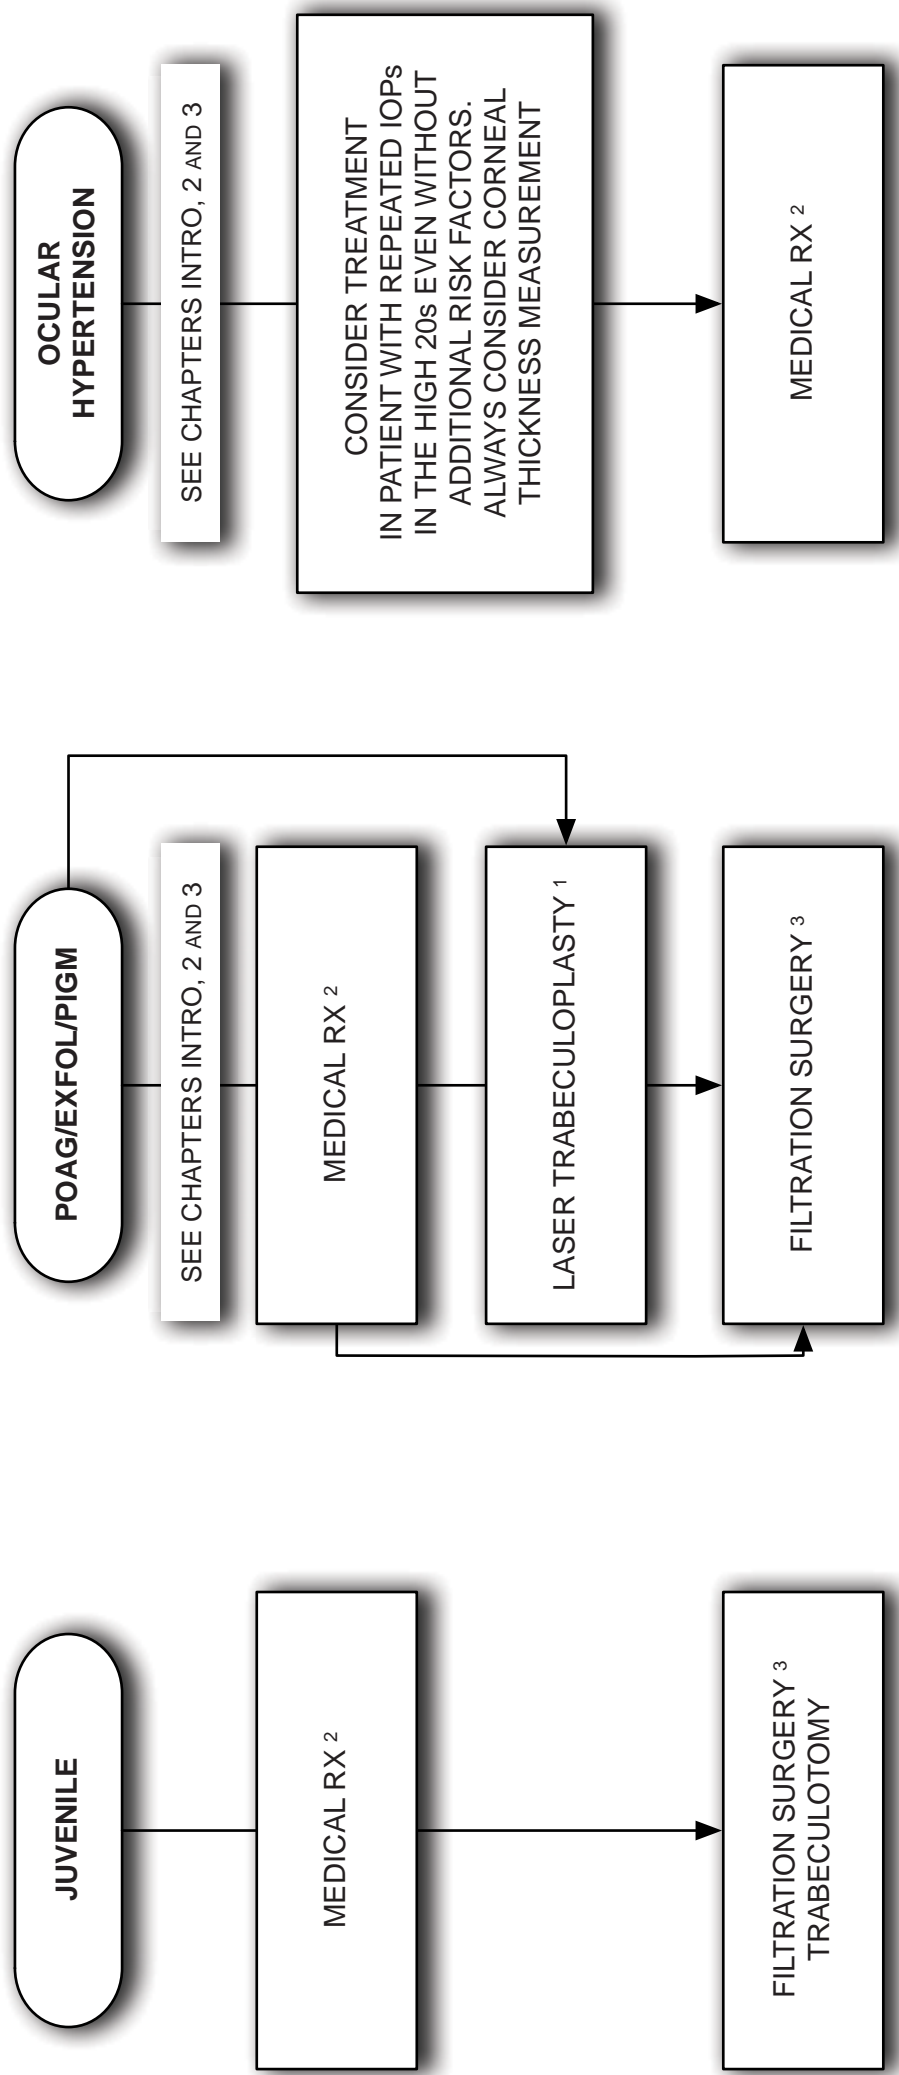 JUVENILE
MEDICAL RX 2
FILTRATION SURGERY 3
TRABECULOTOMY
POAG/EXFOL/PIGM
SEE CHAPTERS INTRO, 2 AND 3
MEDICAL RX 2
LASER TRABECULOPLASTY 1
FILTRATION SURGERY 3
OCULAR
HYPERTENSION
SEE CHAPTERS INTRO, 2 AND 3
CONSIDER TREATMENT
IN PATIENT WITH REPEATED IOPs
IN THE HIGH 20s EVEN WITHOUT
ADDITIONAL RISK FACTORS.
ALWAYS CONSIDER CORNEAL
THICKNESS MEASUREMENT
MEDICAL RX 2